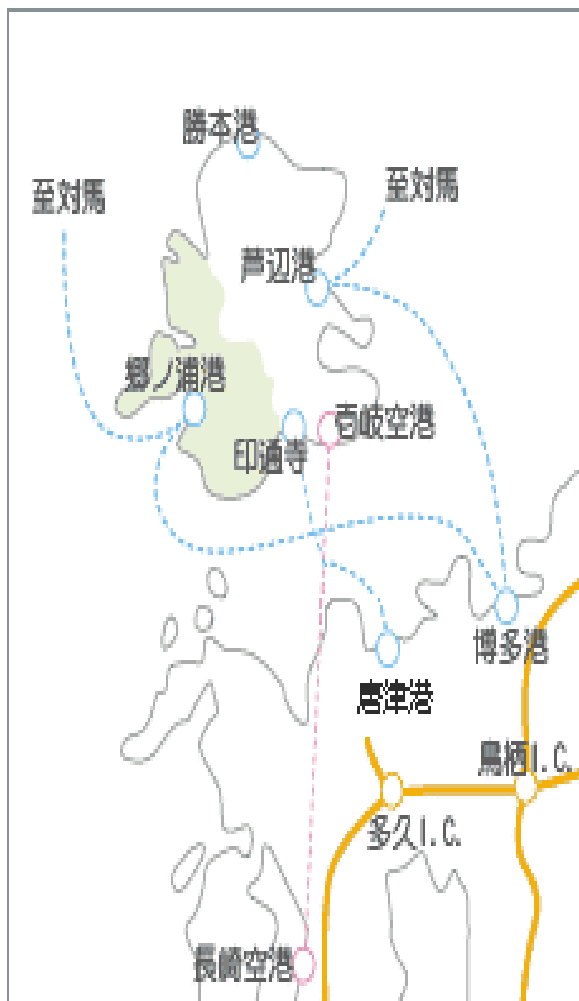 勝本港
至対馬
至対馬
芦辺港
郷ノ浦港
壱岐空港
印通寺
博多港
唐津港
鳥栖I.C.
多久I.C.
長崎空港